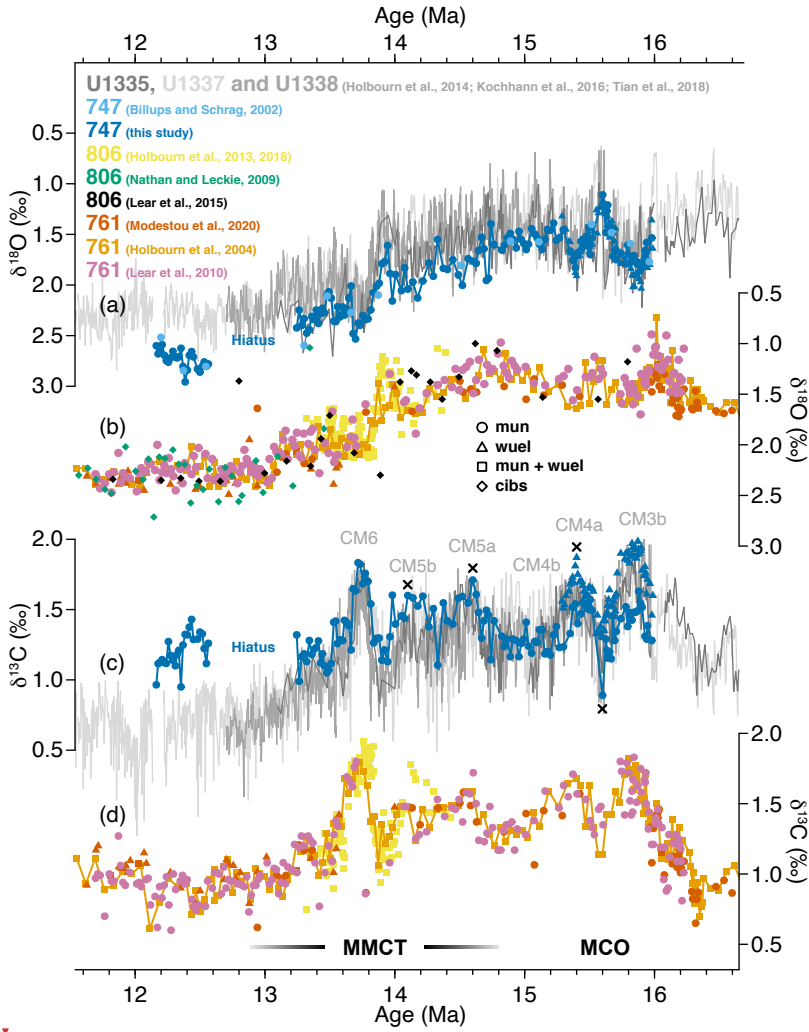 Age (Ma)
12 13 14 15 16
U1335, U1337 and U1338 (Holbourn et al., 2014; Kochhann et al., 2016; Tian et al., 2018)
747 (Billups and Schrag, 2002)
747 (this study)
806 (Holbourn et al., 2013, 2018)
806 (Nathan and Leckie, 2009)
806 (Lear et al., 2015)
761 (Modestou et al., 2020)
761 (Holbourn et al., 2004)
761 (Lear et al., 2010)
δ18O (‰)
0.5
1.0
1.5
2.0
2.5
3.0
(a)
Hiatus
δ18O (‰)
0.5
1.0
1.5
2.0
2.5
3.0
(b)
mun
wuel
mun + wuel
cibs
δ13C (‰)
2.0
1.5
1.0
0.5
CM6
CM5b
CM5a
CM4b
CM4a
CM3b
(c)
Hiatus
δ13C (‰)
2.0
1.5
1.0
0.5
(d)
MMCT MCO
12 13 14 15 16
Age (Ma)